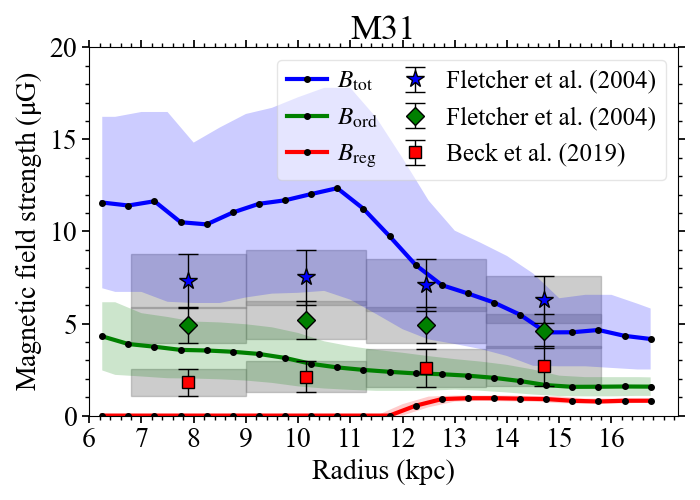 M31
20
15
10
5
0
Magnetic field strength (μG)
B_tot
B_ord
B_reg
Fletcher et al. (2004)
Fletcher et al. (2004)
Beck et al. (2019)
6 7 8 9 10 11 12 13 14 15 16
Radius (kpc)